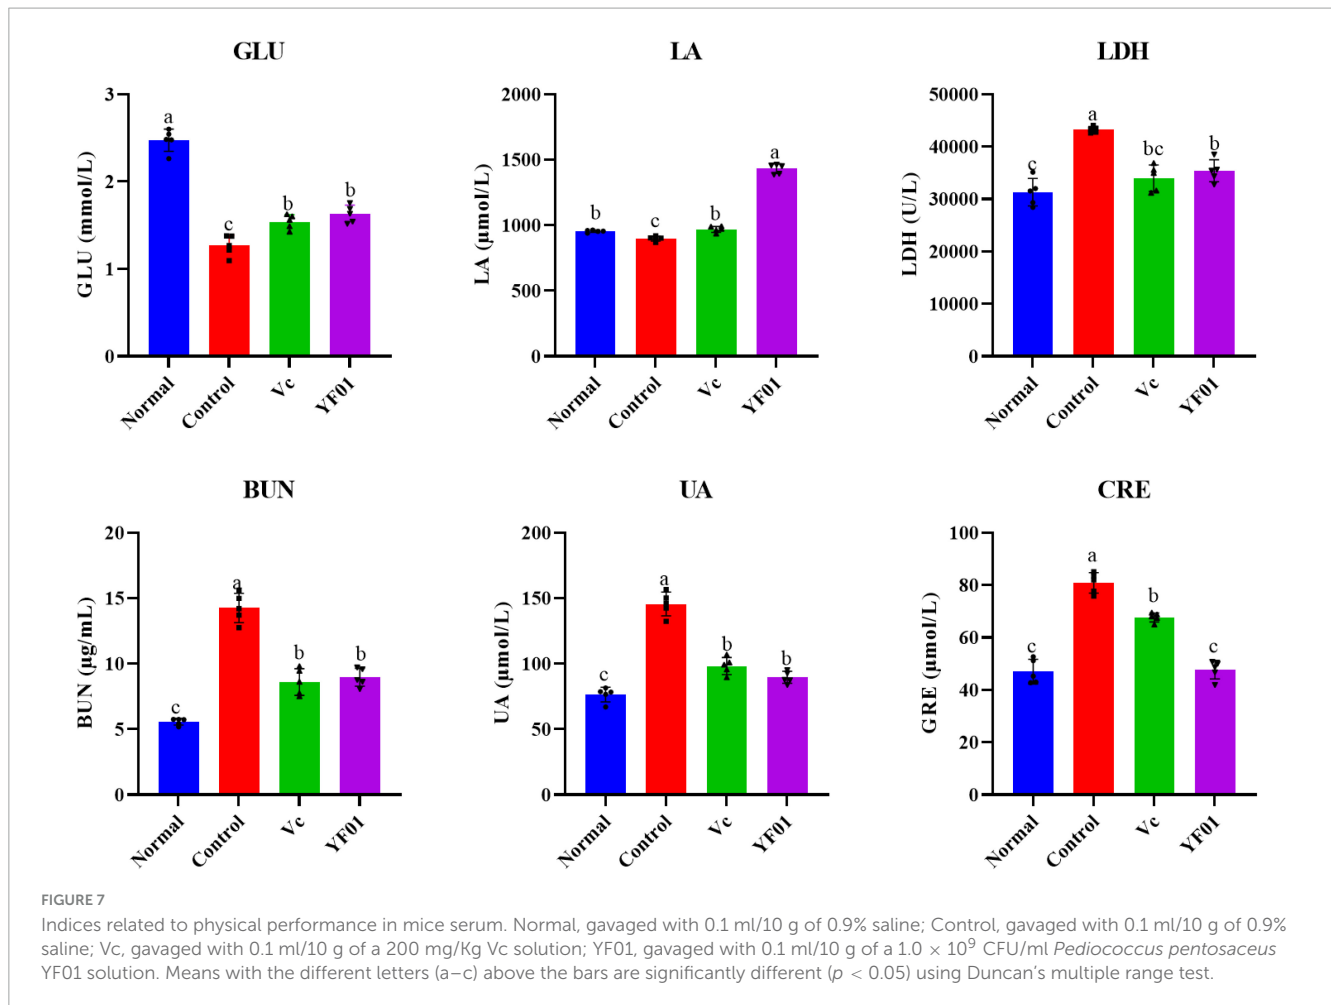 GLU
GLU (mmol/L)
3
2
1
0
a
c
b
b
Normal
Control
Vc
YF01
LA
LA (μmol/L)
2000
1500
1000
500
0
b
c
b
a
Normal
Control
Vc
YF01
LDH
LDH (U/L)
50000
40000
30000
20000
10000
0
c
a
bc
b
Normal
Control
Vc
YF01
BUN
BUN (μg/mL)
20
15
10
5
0
c
a
b
b
Normal
Control
Vc
YF01
UA
UA (μmol/L)
200
150
100
50
0
c
a
b
b
Normal
Control
Vc
YF01
CRE
GRE (μmol/L)
100
80
60
40
20
0
c
a
b
c
Normal
Control
Vc
YF01
FIGURE 7
Indices related to physical performance in mice serum. Normal, gavaged with 0.1 ml/10 g of 0.9% saline; Control, gavaged with 0.1 ml/10 g of 0.9%
saline; Vc, gavaged with 0.1 ml/10 g of a 200 mg/Kg Vc solution; YF01, gavaged with 0.1 ml/10 g of a 1.0 × 10⁹ CFU/ml Pediococcus pentosaceus
YF01 solution. Means with the different letters (a–c) above the bars are significantly different (p < 0.05) using Duncan's multiple range test.